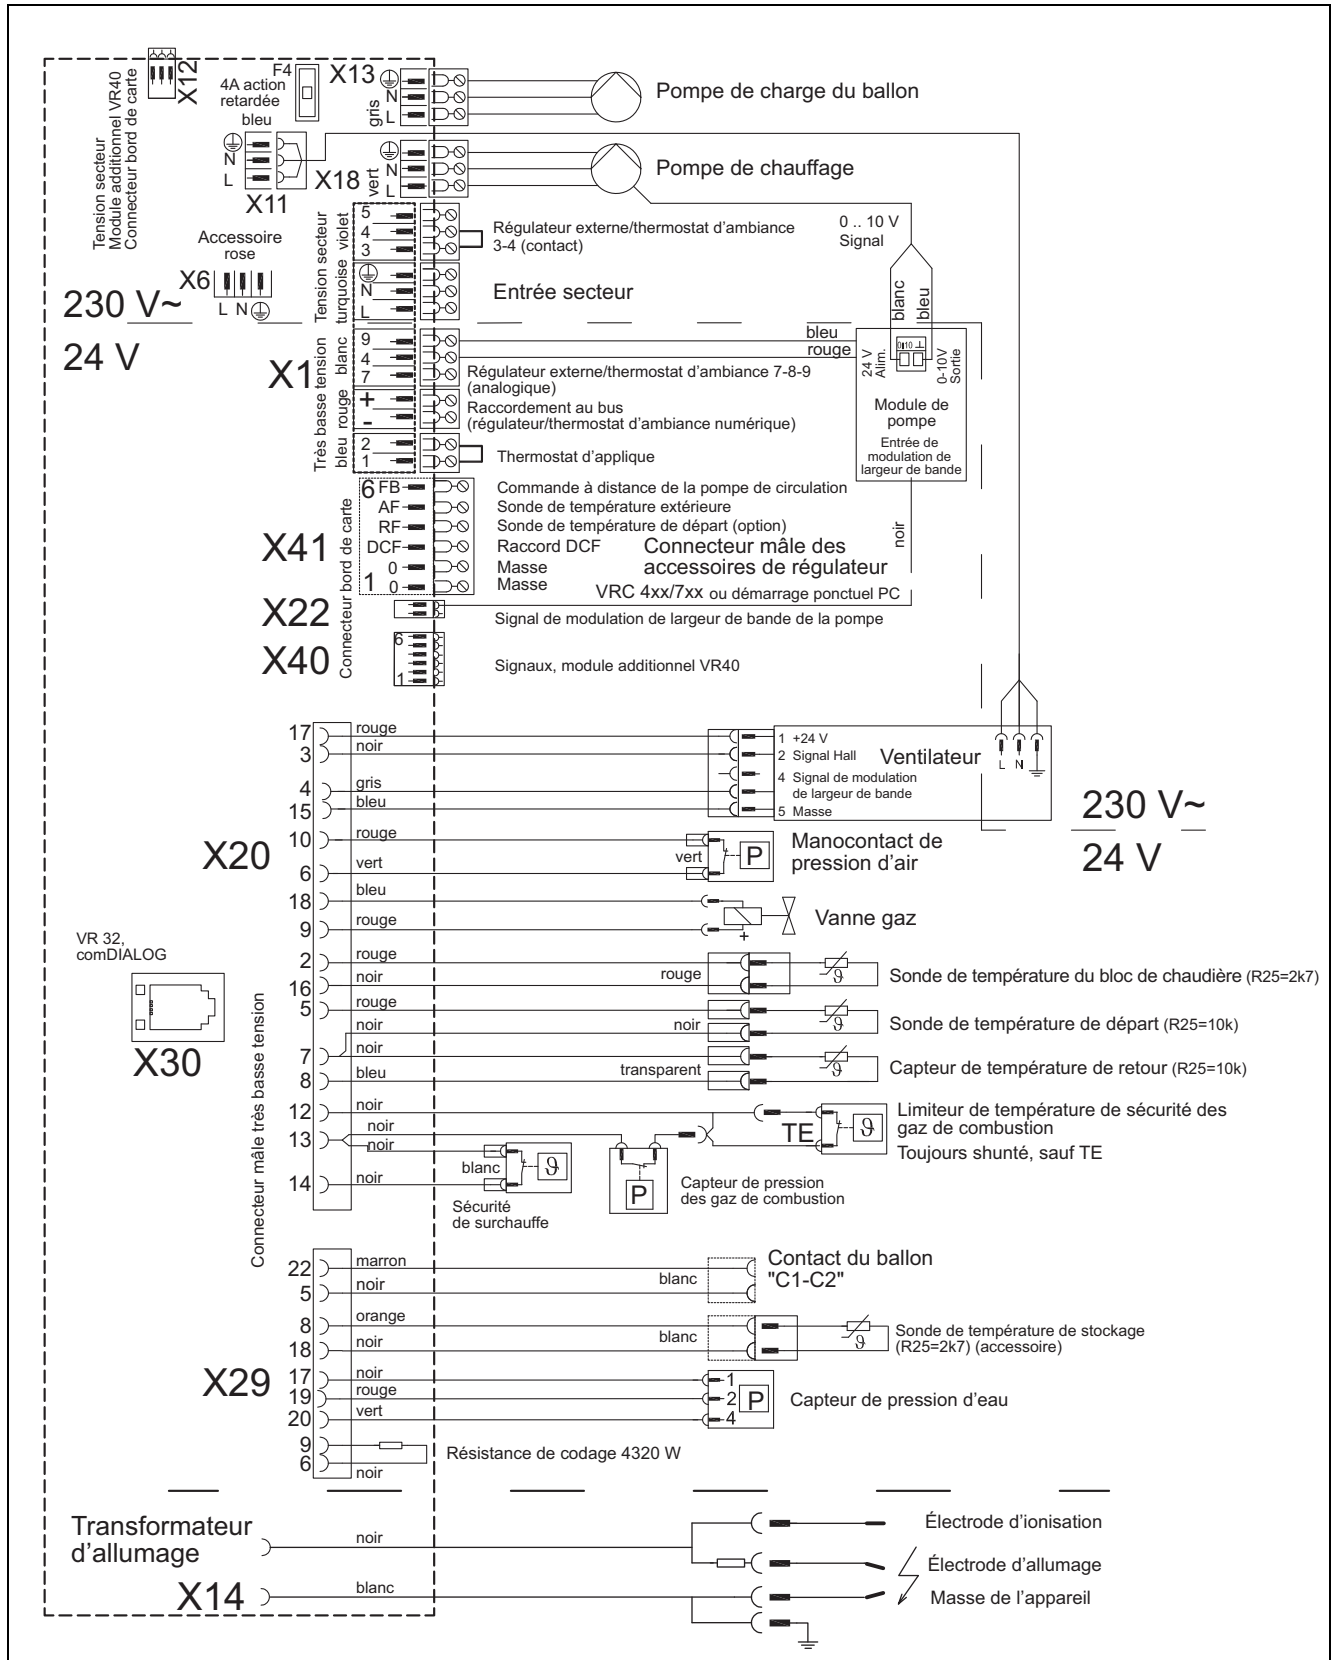 Tension secteur
Module additionnel VR40
Connecteur bord de carte
X12
F4
4A action
retardée
bleu
N
L
X11
X13
gris
N
L
Pompe de charge du ballon
X18
vert
N
L
Pompe de chauffage
0 .. 10 V
Signal
blanc
bleu
Accessoire
rose
X6
L N
230 V~
24 V
Tension secteur
violet
5
4
3
Régulateur externe/thermostat d'ambiance
3-4 (contact)
turquoise
N
L
Entrée secteur
X1
Très basse tension
blanc
9
4
7
bleu
rouge
Régulateur externe/thermostat d'ambiance 7-8-9
(analogique)
rouge
+
-
Raccordement au bus
(régulateur/thermostat d'ambiance numérique)
bleu
2
1
Thermostat d'applique
24 V
Alim.
0-10 ⊥
0-10V
Sortie
Module de
pompe
Entrée de
modulation de
largeur de bande
noir
X41
Connecteur bord de carte
6 FB
Commande à distance de la pompe de circulation
AF
Sonde de température extérieure
RF
Sonde de température de départ (option)
DCF
Raccord DCF
0
Masse
1 0
Masse
Connecteur mâle des
accessoires de régulateur
VRC 4xx/7xx ou démarrage ponctuel PC
X22
Signal de modulation de largeur de bande de la pompe
X40
6
1
Signaux, module additionnel VR40
X20
Connecteur mâle très basse tension
17 rouge
3 noir
4 gris
15 bleu
1 +24 V
2 Signal Hall
4 Signal de modulation
de largeur de bande
5 Masse
Ventilateur
L N
230 V~
24 V
10 rouge
6 vert
vert
P
Manocontact de
pression d'air
18 bleu
9 rouge
+
Vanne gaz
VR 32,
comDIALOG
X30
2 rouge
16 noir
rouge
ϑ
Sonde de température du bloc de chaudière (R25=2k7)
5 rouge
noir
noir
ϑ
Sonde de température de départ (R25=10k)
7 noir
8 bleu
transparent
ϑ
Capteur de température de retour (R25=10k)
12 noir
13 noir
noir
14 noir
blanc
ϑ
Sécurité
de surchauffe
P
Capteur de pression
des gaz de combustion
TE
ϑ
Limiteur de température de sécurité des
gaz de combustion
Toujours shunté, sauf TE
X29
22 marron
5 noir
blanc
Contact du ballon
"C1-C2"
8 orange
18 noir
blanc
ϑ
Sonde de température de stockage
(R25=2k7) (accessoire)
17 noir
19 rouge
20 vert
1
2
4
P
Capteur de pression d'eau
9
6
noir
Résistance de codage 4320 W
Transformateur
d'allumage
X14
noir
blanc
Électrode d'ionisation
Électrode d'allumage
Masse de l'appareil